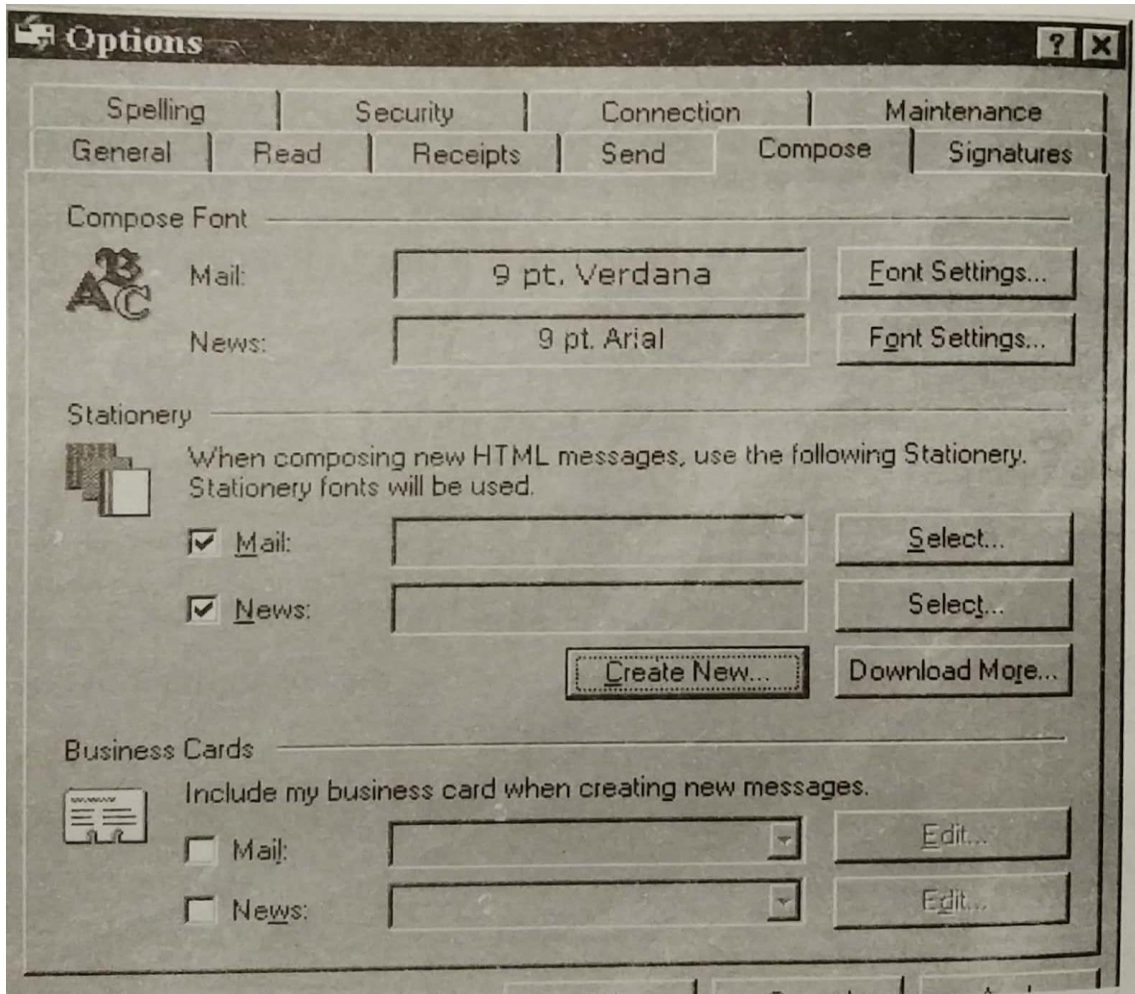 Options
Spelling Security Connection Maintenance
General Read Receipts Send Compose Signatures
Compose Font
Mail: 9 pt. Verdana Font Settings...
News: 9 pt. Arial Font Settings...
Stationery
When composing new HTML messages, use the following Stationery.
Stationery fonts will be used.
Mail: Select...
News: Select...
Create New... Download More...
Business Cards
Include my business card when creating new messages.
Mail: Edit...
News: Edit...